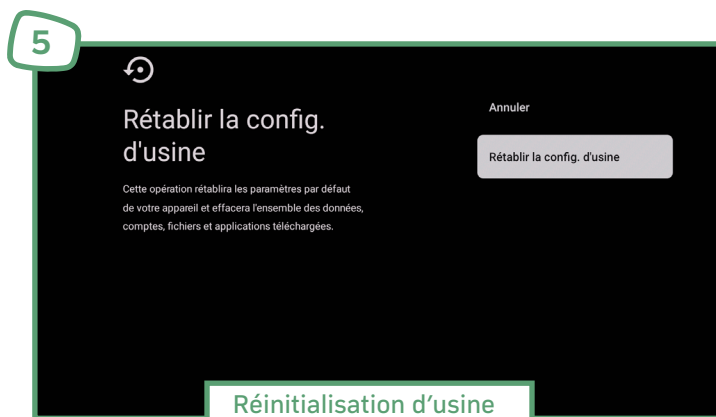 5
Rétablir la config.
d'usine
Cette opération rétablira les paramètres par défaut
de votre appareil et effacera l'ensemble des données,
comptes, fichiers et applications téléchargées.
Annuler
Rétablir la config. d'usine
Réinitialisation d’usine